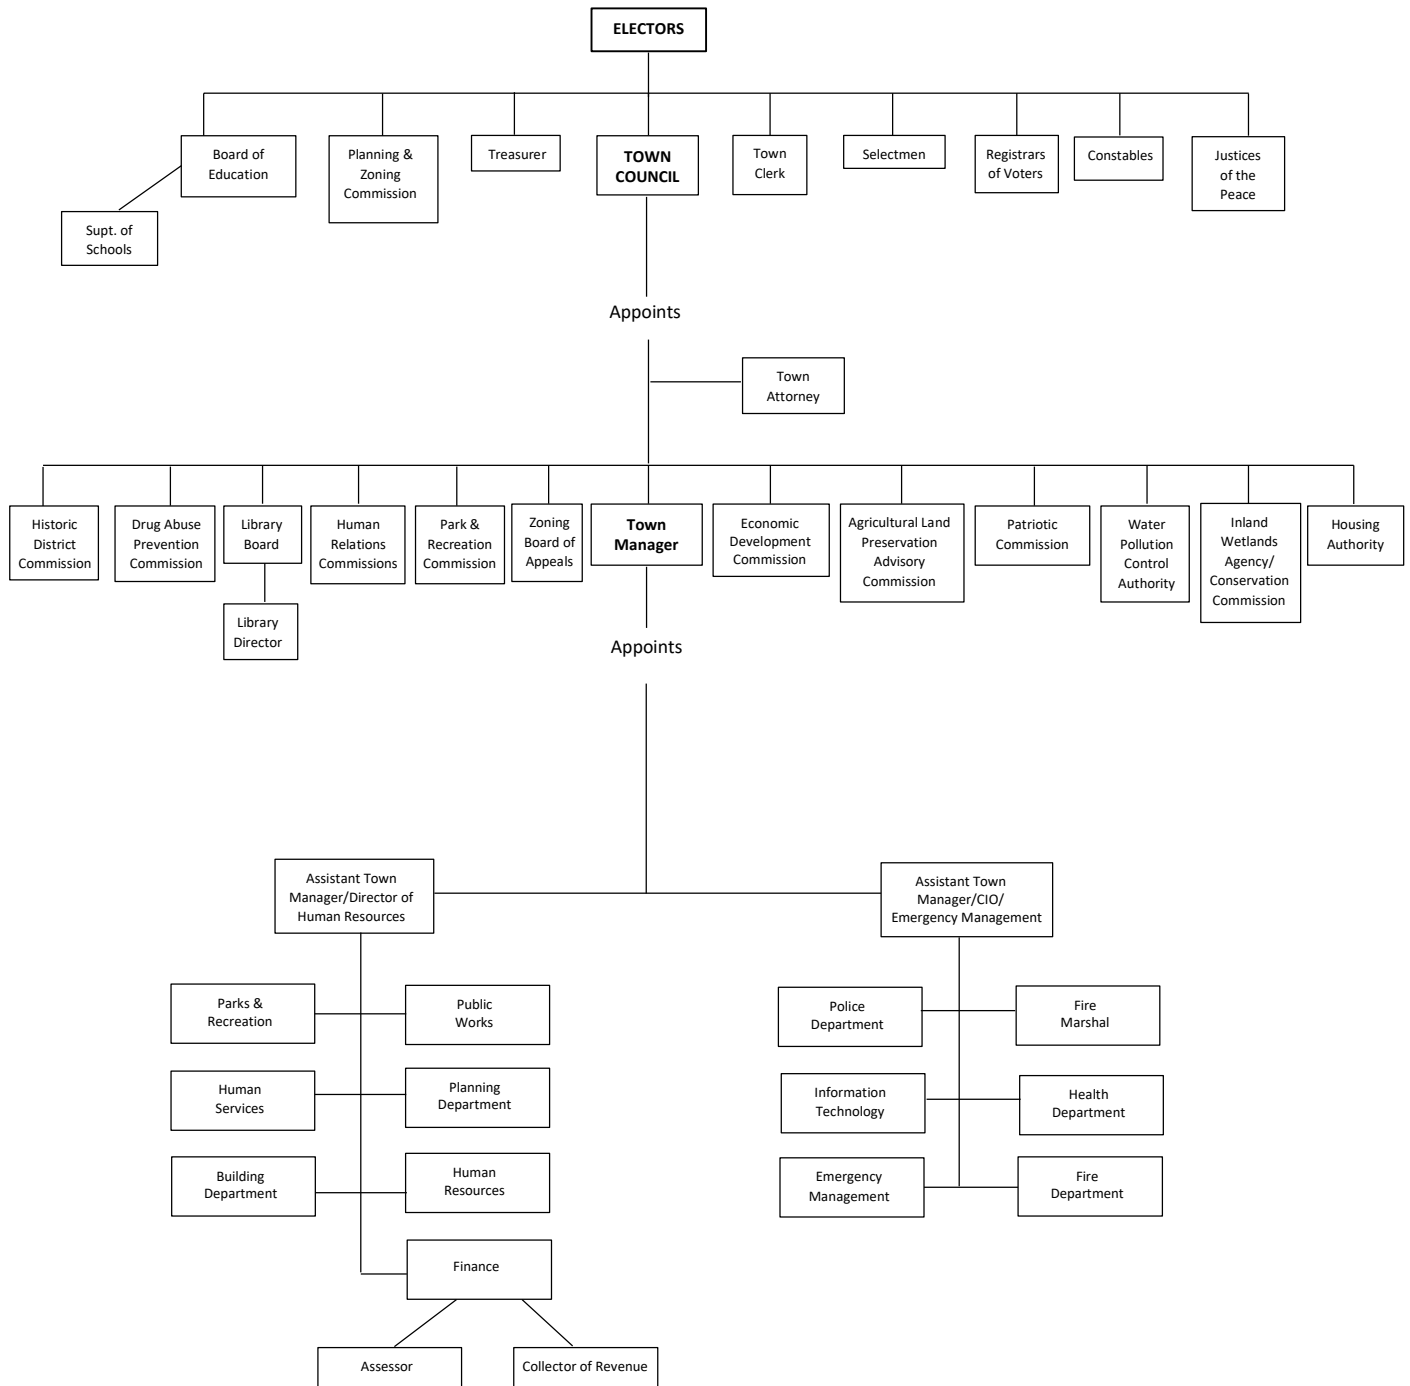 ELECTORS
Board of
Education
Planning &
Zoning
Commission
Treasurer
TOWN
COUNCIL
Town
Clerk
Selectmen
Registrars
of Voters
Constables
Justices
of the
Peace
Supt. of
Schools
Appoints
Town
Attorney
Historic
District
Commission
Drug Abuse
Prevention
Commission
Library
Board
Human
Relations
Commissions
Park &
Recreation
Commission
Zoning
Board of
Appeals
Town
Manager
Economic
Development
Commission
Agricultural Land
Preservation
Advisory
Commission
Patriotic
Commission
Water
Pollution
Control
Authority
Inland
Wetlands
Agency/
Conservation
Commission
Housing
Authority
Library
Director
Appoints
Assistant Town
Manager/Director of
Human Resources
Assistant Town
Manager/CIO/
Emergency Management
Parks &
Recreation
Public
Works
Police
Department
Fire
Marshal
Human
Services
Planning
Department
Information
Technology
Health
Department
Building
Department
Human
Resources
Emergency
Management
Fire
Department
Finance
Assessor
Collector of Revenue